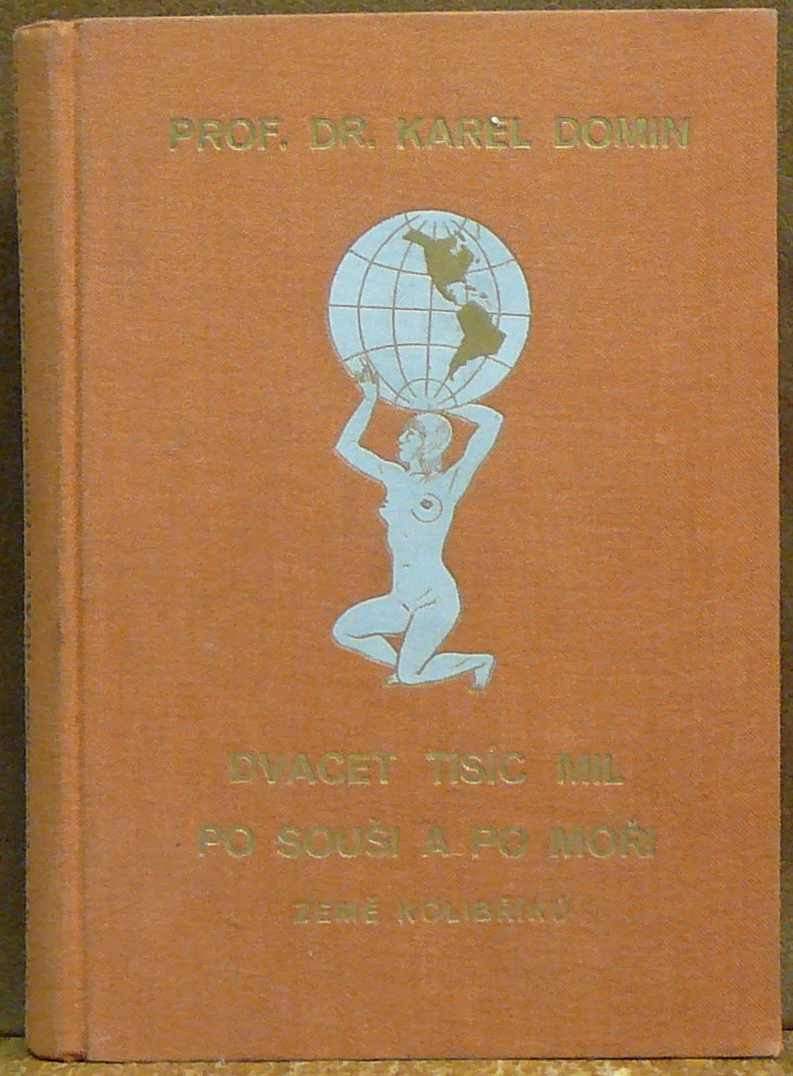 PROF. DR. KAREL DOMIN
DVACET TISÍC MIL
PO SOUŠI A PO MOŘI
ZEMĚ KOLIBŘÍKŮ